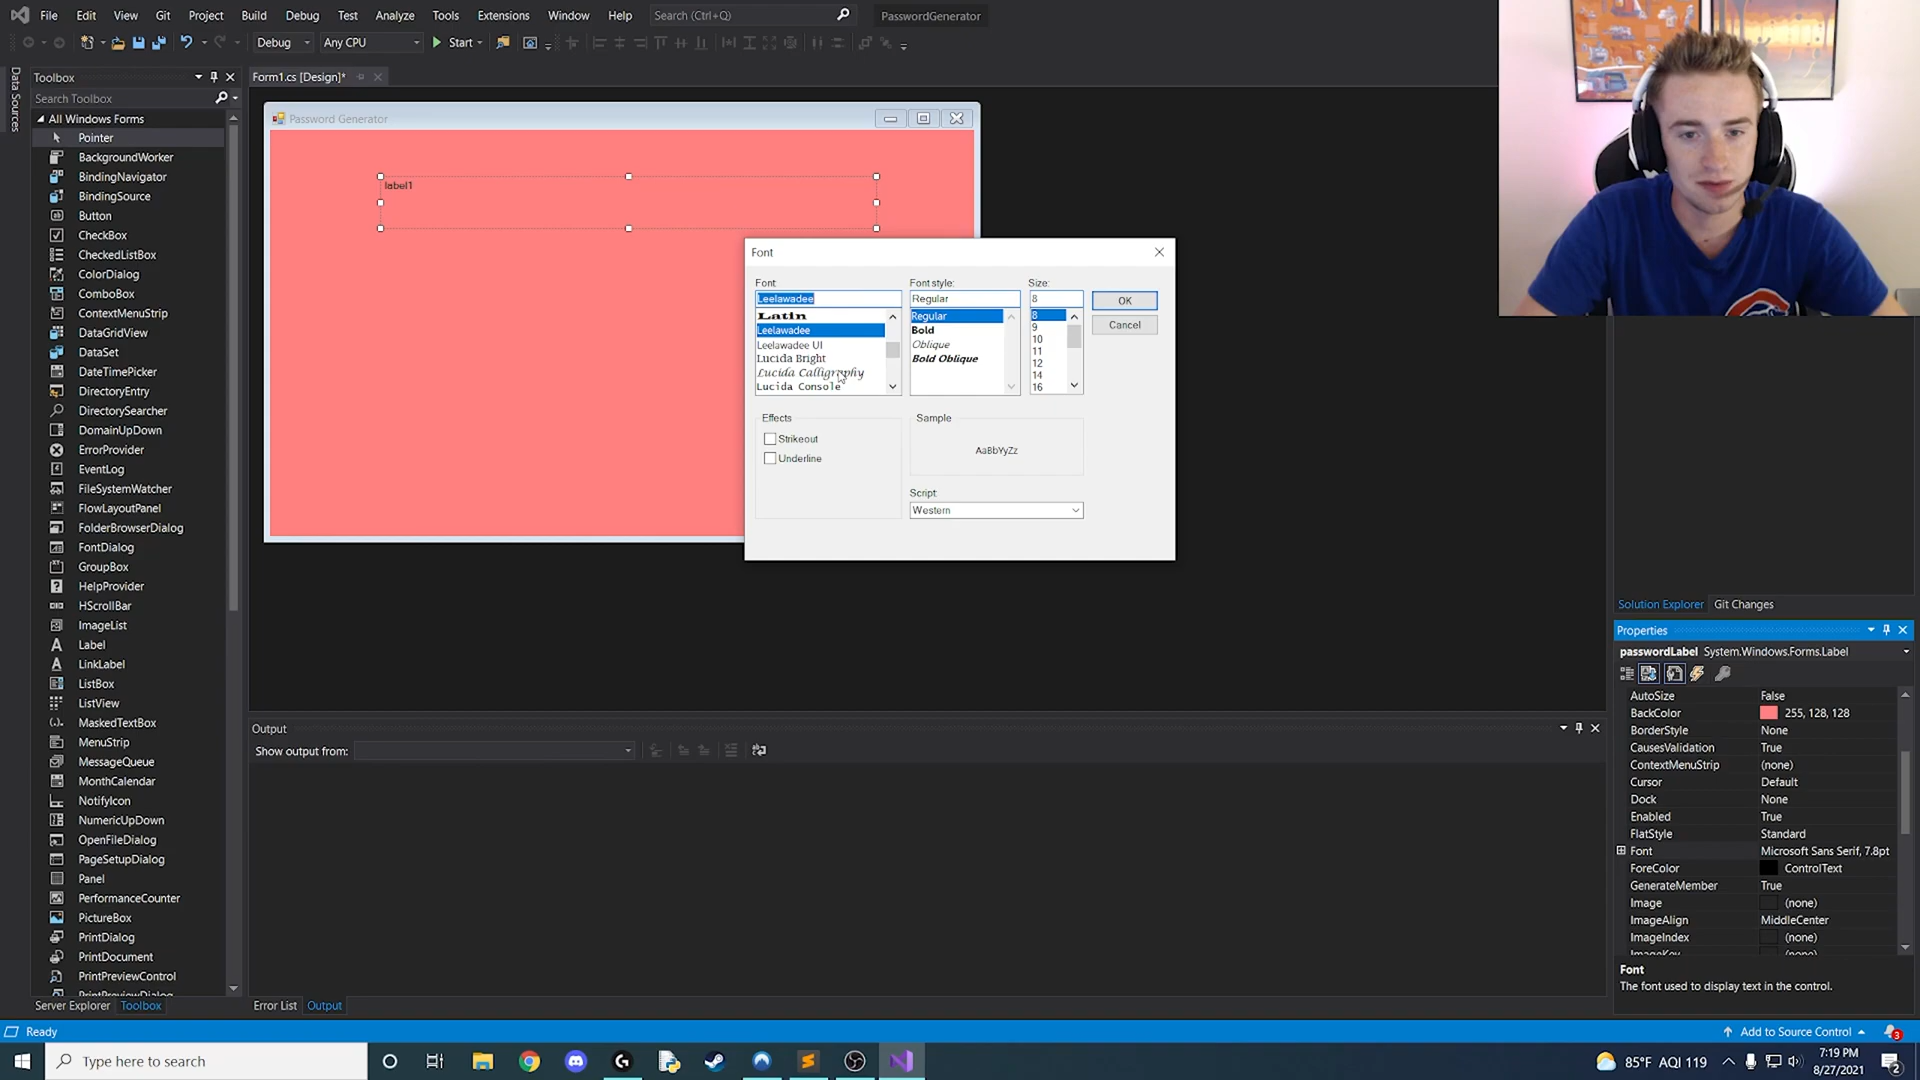 File Edit View Git Project Build Debug Test Analyze Tools Extensions Window Help Search (Ctrl+Q) PasswordGenerator
Debug Any CPU Start
Data Sources
Toolbox
Search Toolbox
All Windows Forms
Pointer
BackgroundWorker
BindingNavigator
BindingSource
Button
CheckBox
CheckedListBox
ColorDialog
ComboBox
ContextMenuStrip
DataGridView
DataSet
DateTimePicker
DirectoryEntry
DirectorySearcher
DomainUpDown
ErrorProvider
EventLog
FileSystemWatcher
FlowLayoutPanel
FolderBrowserDialog
FontDialog
GroupBox
HelpProvider
HScrollBar
ImageList
Label
LinkLabel
ListBox
ListView
MaskedTextBox
MenuStrip
MessageQueue
MonthCalendar
NotifyIcon
NumericUpDown
OpenFileDialog
PageSetupDialog
Panel
PerformanceCounter
PictureBox
PrintDialog
PrintDocument
PrintPreviewControl
PrintPreviewDialog
Server Explorer Toolbox
Form1.cs [Design]*
Password Generator
label1
Font
Font: Font style: Size:
Leelawadee Regular 8
Latin
Leelawadee
Leelawadee UI
Lucida Bright
Lucida Calligraphy
Lucida Console
Regular
Bold
Oblique
Bold Oblique
8
9
10
11
12
14
16
OK
Cancel
Effects
Strikeout
Underline
Sample
AaBbYyZz
Script:
Western
Output
Show output from:
Error List Output
Solution Explorer Git Changes
Properties
passwordLabel System.Windows.Forms.Label
AutoSize False
BackColor 255, 128, 128
BorderStyle None
CausesValidation True
ContextMenuStrip (none)
Cursor Default
Dock None
Enabled True
FlatStyle Standard
Font Microsoft Sans Serif, 7.8pt
ForeColor ControlText
GenerateMember True
Image (none)
ImageAlign MiddleCenter
ImageIndex (none)
ImageKey (none)
Font
The font used to display text in the control.
Ready Add to Source Control 3
Type here to search
85°F AQI 119 7:19 PM
8/27/2021 2